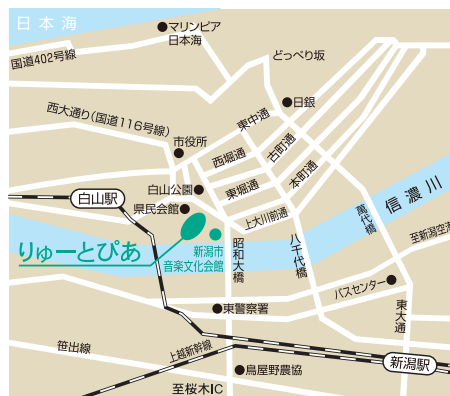 日本海
マリンピア
日本海
国道402号線
どっぺり坂
日銀
西大通り(国道116号線)
東中通
市役所
西堀通
古町通
白山公園
東堀通
本町通
白山駅
県民会館
上大川前通
信濃川
りゅーとぴあ
新潟市
音楽文化会館
昭和大橋
八千代橋
萬代橋
至新潟空港
バスセンター
東大通
東警察署
笹出線
上越新幹線
新潟駅
鳥屋野農協
至桜木IC